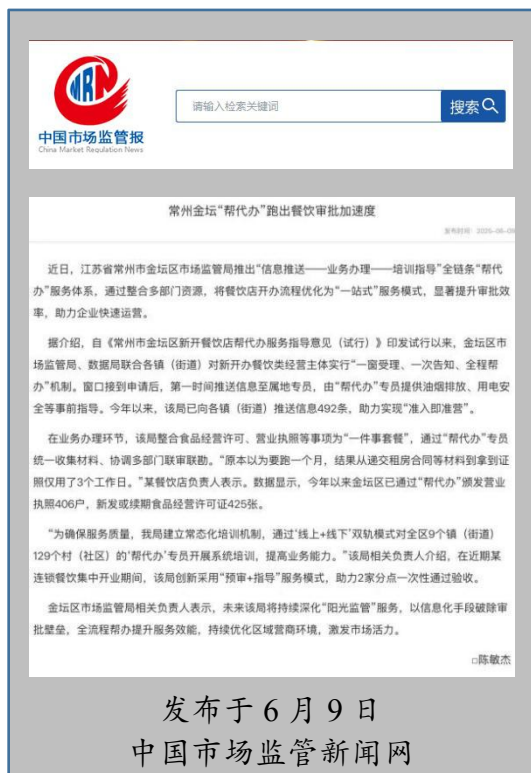 MRN
中国市场监管报
China Market Regulation News
请输入检索关键词
搜索
常州金坛“帮代办”跑出餐饮审批加速度
发布时间：2025-06-09
近日，江苏省常州市金坛区市场监管局推出“信息推送——业务办理——培训指导”全链条“帮代
办”服务体系，通过整合多部门资源，将餐饮店开办流程优化为“一站式”服务模式，显著提升审批效
率，助力企业快速运营。
据介绍，自《常州市金坛区新开餐饮店帮代办服务指导意见（试行）》印发试行以来，金坛区市
场监管局、数据局联合各镇（街道）对新开办餐饮类经营主体实行“一窗受理、一次告知、全程帮
办”机制。窗口接到申请后，第一时间推送信息至属地专员，由“帮代办”专员提供油烟排放、用电安
全等事前指导。今年以来，该局已向各镇（街道）推送信息492条，助力实现“准入即准营”。
在业务办理环节，该局整合食品经营许可、营业执照等事项为“一件事套餐”，通过“帮代办”专员
统一收集材料、协调多部门联审联勘。“原本以为要跑一个月，结果从递交租房合同等材料到拿到证
照仅用了3个工作日。”某餐饮店负责人表示。数据显示，今年以来金坛区已通过“帮代办”颁发营业
执照406户，新发或续期食品经营许可证425张。
“为确保服务质量，我局建立常态化培训机制，通过‘线上+线下’双轨模式对全区9个镇（街道）
129个村（社区）的‘帮代办’专员开展系统培训，提高业务能力。”该局相关负责人介绍，在近期某
连锁餐饮集中开业期间，该局创新采用“预审+指导”服务模式，助力2家分点一次性通过验收。
金坛区市场监管局相关负责人表示，未来该局将持续深化“阳光监管”服务，以信息化手段破除审
批壁垒，全流程帮办提升服务效能，持续优化区域营商环境，激发市场活力。
□陈敏杰
发布于6月9日
中国市场监管新闻网